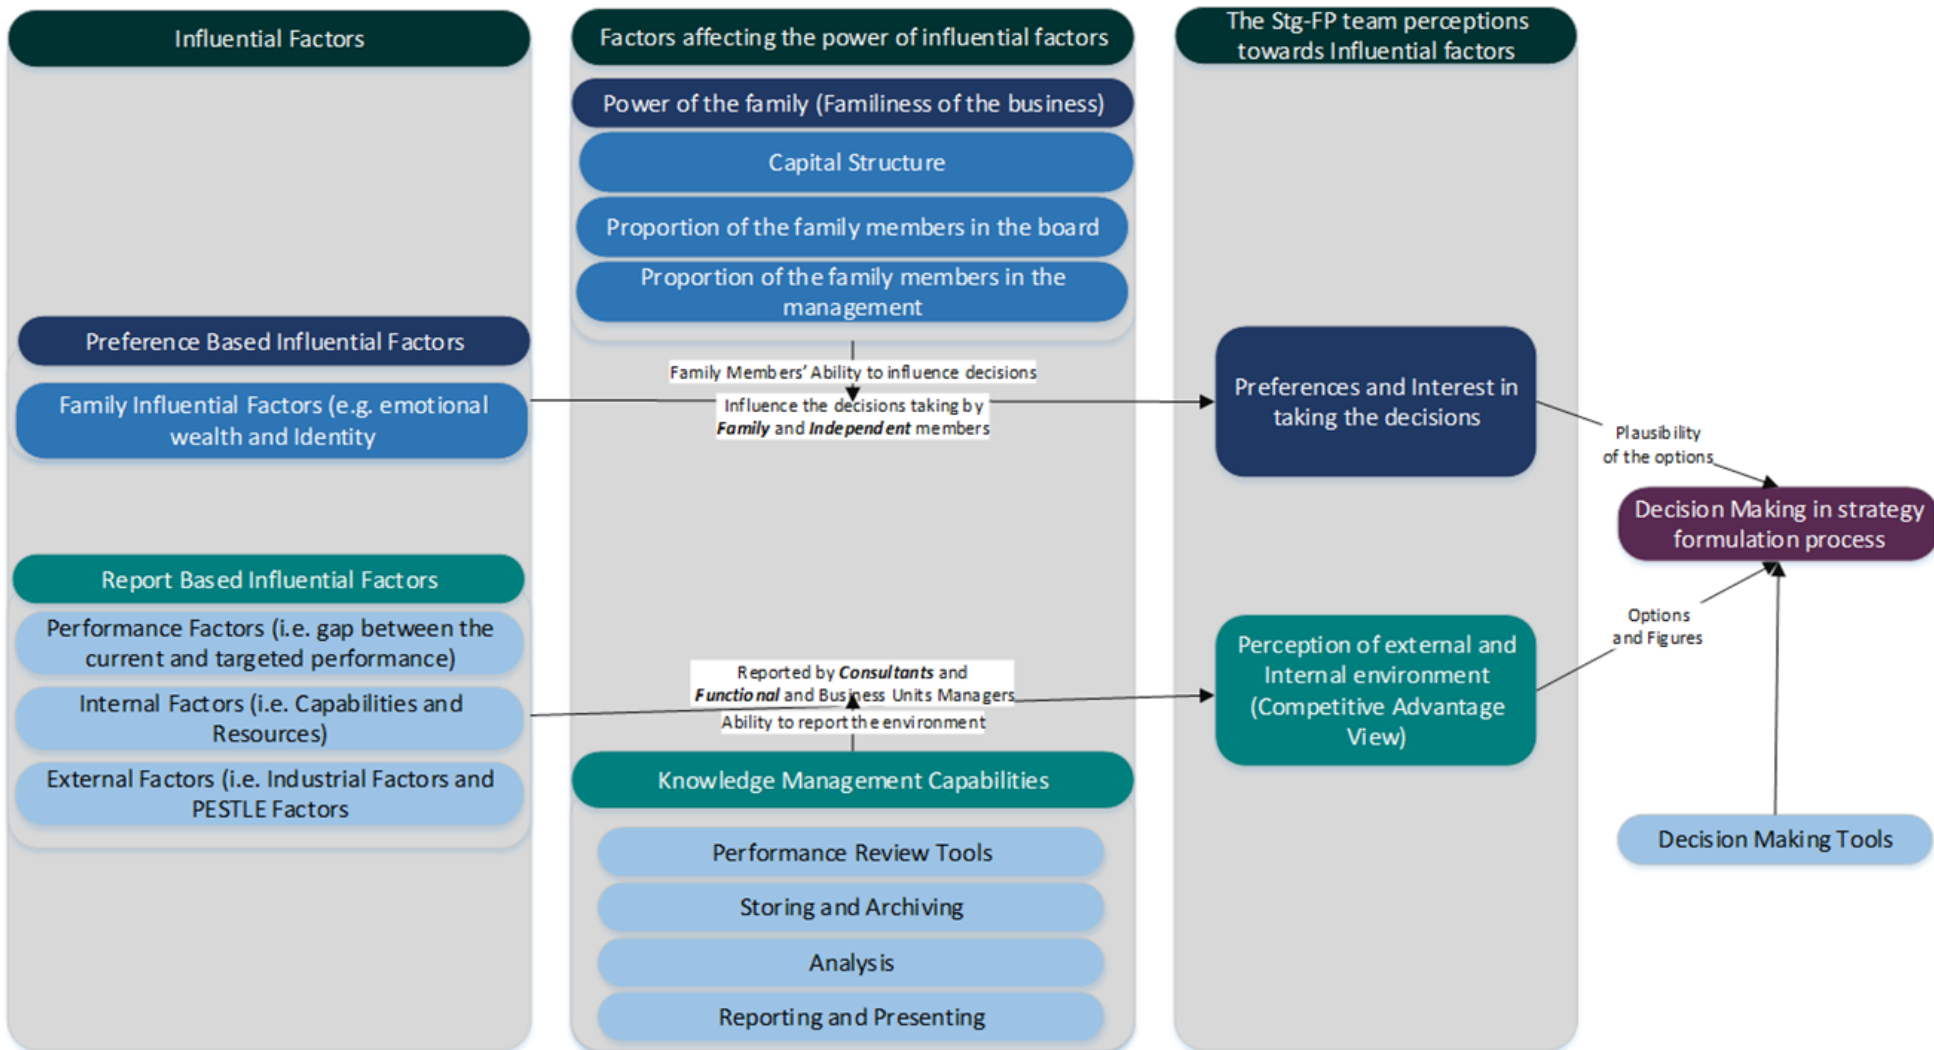 Influential Factors
Preference Based Influential Factors
Family Influential Factors (e.g. emotional
wealth and Identity
Report Based Influential Factors
Performance Factors (i.e. gap between the
current and targeted performance)
Internal Factors (i.e. Capabilities and
Resources)
External Factors (i.e. Industrial Factors and
PESTLE Factors
Factors affecting the power of influential factors
Power of the family (Familiness of the business)
Capital Structure
Proportion of the family members in the board
Proportion of the family members in the
management
Family Members' Ability to influence decisions
Influence the decisions taking by
Family and Independent members
Reported by Consultants and
Functional and Business Units Managers
Ability to report the environment
Knowledge Management Capabilities
Performance Review Tools
Storing and Archiving
Analysis
Reporting and Presenting
The Stg-FP team perceptions
towards Influential factors
Preferences and Interest in
taking the decisions
Perception of external and
Internal environment
(Competitive Advantage
View)
Plausibility
of the options
Decision Making in strategy
formulation process
Options
and Figures
Decision Making Tools